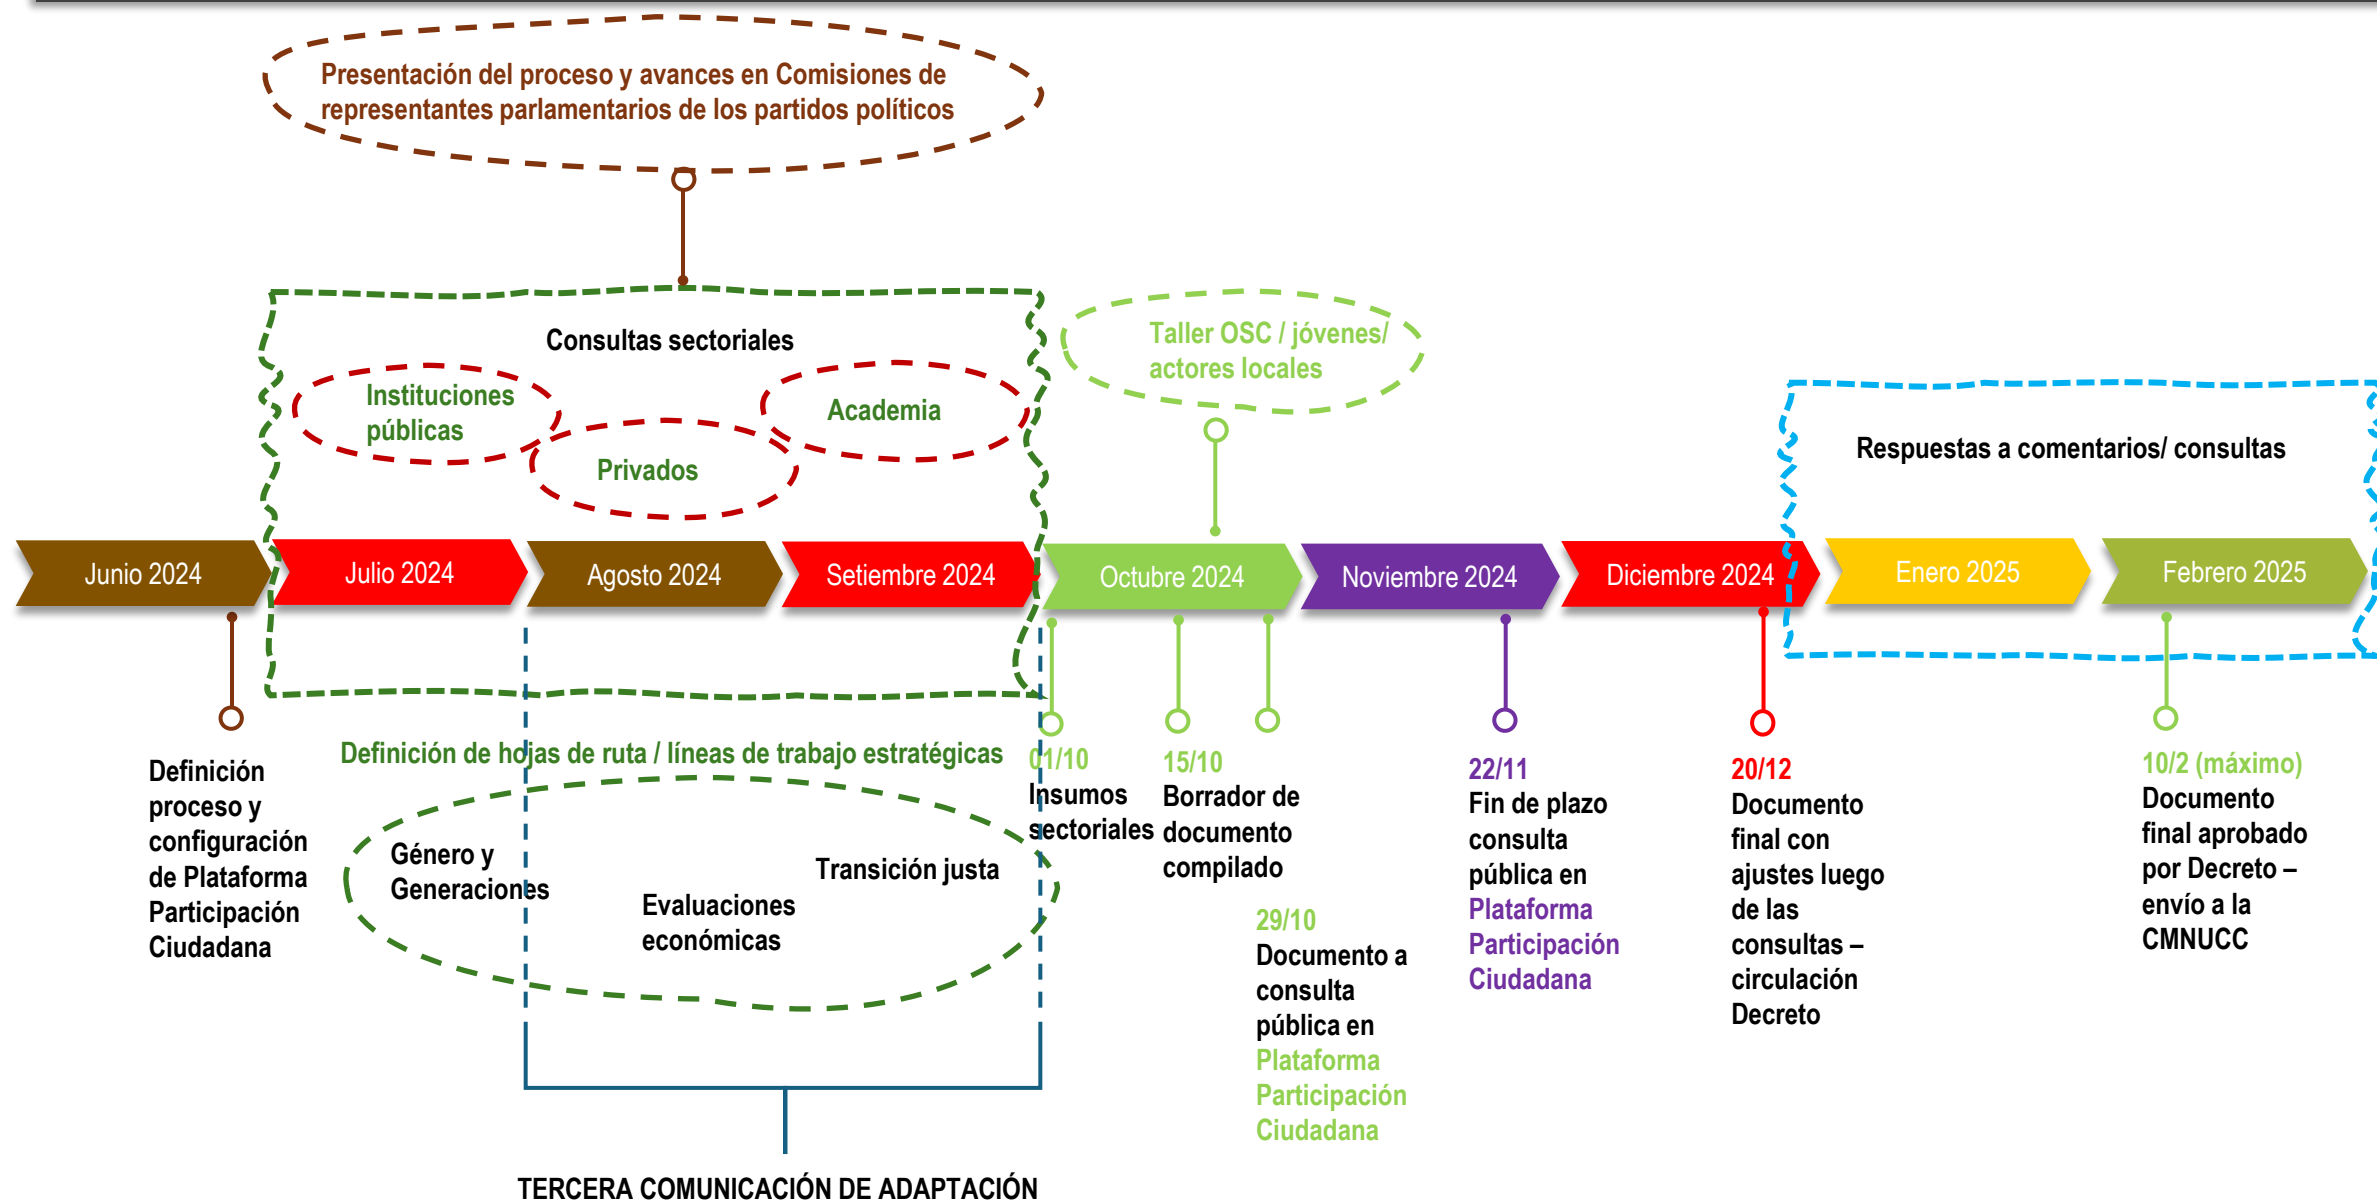 Presentación del proceso y avances en Comisiones de
representantes parlamentarios de los partidos políticos
Consultas sectoriales
Instituciones
públicas
Privados
Academia
Taller OSC / jóvenes/
actores locales
Respuestas a comentarios/ consultas
Junio 2024
Julio 2024
Agosto 2024
Setiembre 2024
Octubre 2024
Noviembre 2024
Diciembre 2024
Enero 2025
Febrero 2025
Definición
proceso y
configuración
de Plataforma
Participación
Ciudadana
Definición de hojas de ruta / líneas de trabajo estratégicas
Género y
Generaciones
Evaluaciones
económicas
Transición justa
TERCERA COMUNICACIÓN DE ADAPTACIÓN
01/10
Insumos
sectoriales
15/10
Borrador de
documento
compilado
29/10
Documento a
consulta
pública en
Plataforma
Participación
Ciudadana
22/11
Fin de plazo
consulta
pública en
Plataforma
Participación
Ciudadana
20/12
Documento
final con
ajustes luego
de las
consultas –
circulación
Decreto
10/2 (máximo)
Documento
final aprobado
por Decreto –
envío a la
CMNUCC